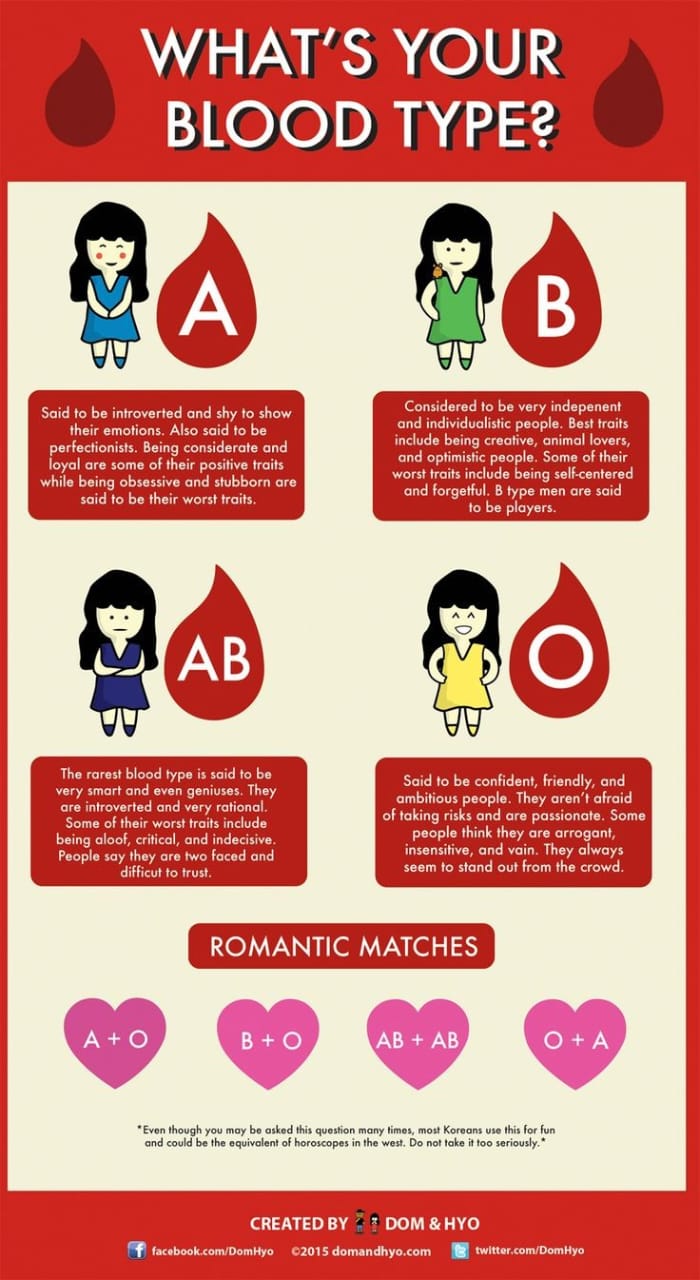 WHAT'S YOUR
BLOOD TYPE?
A
Said to be introverted and shy to show
their emotions. Also said to be
perfectionists. Being considerate and
loyal are some of their positive traits
while being obsessive and stubborn are
said to be their worst traits.
B
Considered to be very indepenent
and individualistic people. Best traits
include being creative, animal lovers,
and optimistic people. Some of their
worst traits include being self-centered
and forgetful. B type men are said
to be players.
AB
The rarest blood type is said to be
very smart and even geniuses. They
are introverted and very rational.
Some of their worst traits include
being aloof, critical, and indecisive.
People say they are two faced and
difficut to trust.
O
Said to be confident, friendly, and
ambitious people. They aren't afraid
of taking risks and are passionate. Some
people think they are arrogant,
insensitive, and vain. They always
seem to stand out from the crowd.
ROMANTIC MATCHES
A + O
B + O
AB + AB
O + A
*Even though you may be asked this question many times, most Koreans use this for fun
and could be the equivalent of horoscopes in the west. Do not take it too seriously.*
CREATED BY DOM & HYO
f facebook.com/DomHyo ©2015 domandhyo.com t twitter.com/DomHyo